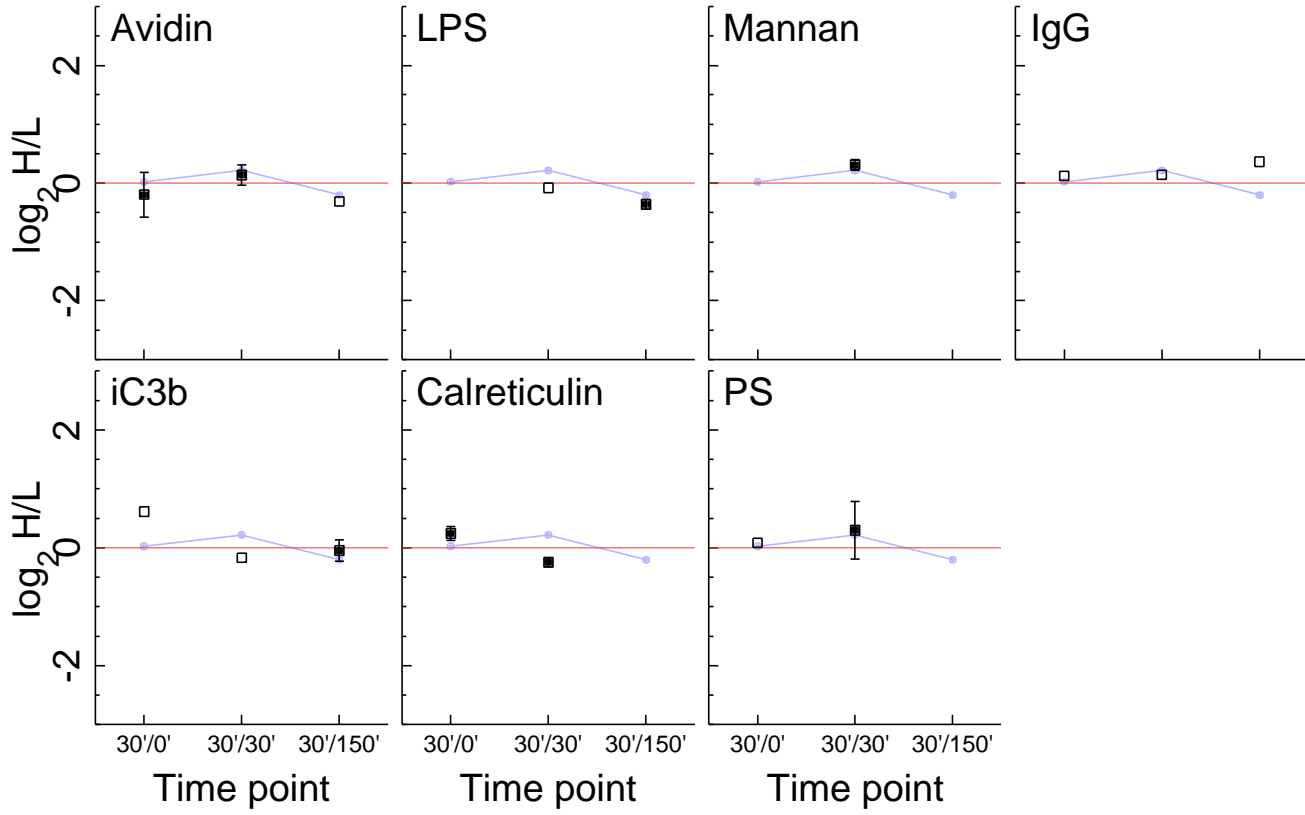 Avidin LPS Mannan IgG
log2 H/L
2
0
-2
iC3b Calreticulin PS
log2 H/L
2
0
-2
30'/0' 30'/30' 30'/150' 30'/0' 30'/30' 30'/150' 30'/0' 30'/30' 30'/150'
Time point Time point Time point